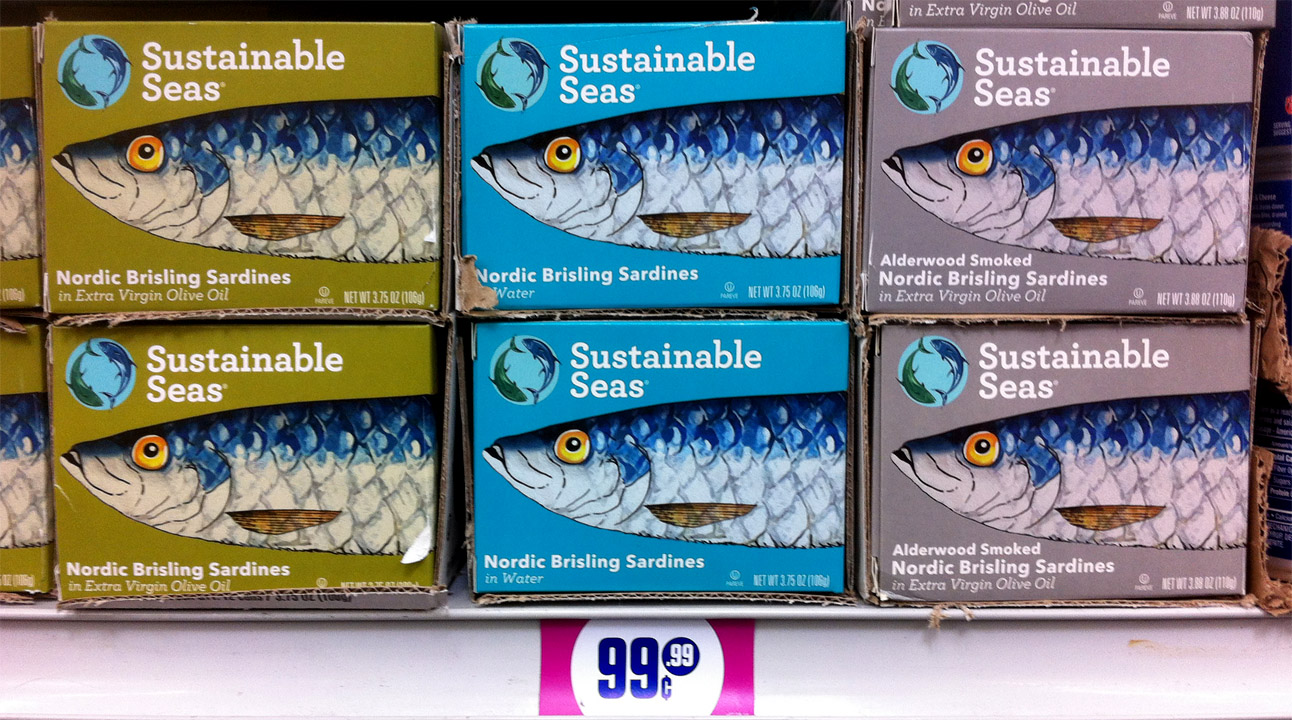 in Extra Virgin Olive Oil
PAREVE
NET WT 3.88 OZ (110g)
Sustainable
Seas®
Nordic Brisling Sardines
in Extra Virgin Olive Oil
PAREVE
NET WT 3.75 OZ (106g)
Sustainable
Seas®
Nordic Brisling Sardines
Water
PAREVE
NET WT 3.75 OZ (106g)
Sustainable
Seas®
Alderwood Smoked
Nordic Brisling Sardines
in Extra Virgin Olive Oil
PAREVE
NET WT 3.88 OZ (110g)
(106g)
Sustainable
Seas®
Nordic Brisling Sardines
in Extra Virgin Olive Oil
Sustainable
Seas®
Nordic Brisling Sardines
in Water
PAREVE
NET WT 3.75 OZ (106g)
Sustainable
Seas®
Alderwood Smoked
Nordic Brisling Sardines
in Extra Virgin Olive Oil
PAREVE
NET WT 3.88 OZ (110g)
OZ (106g)
99.99¢